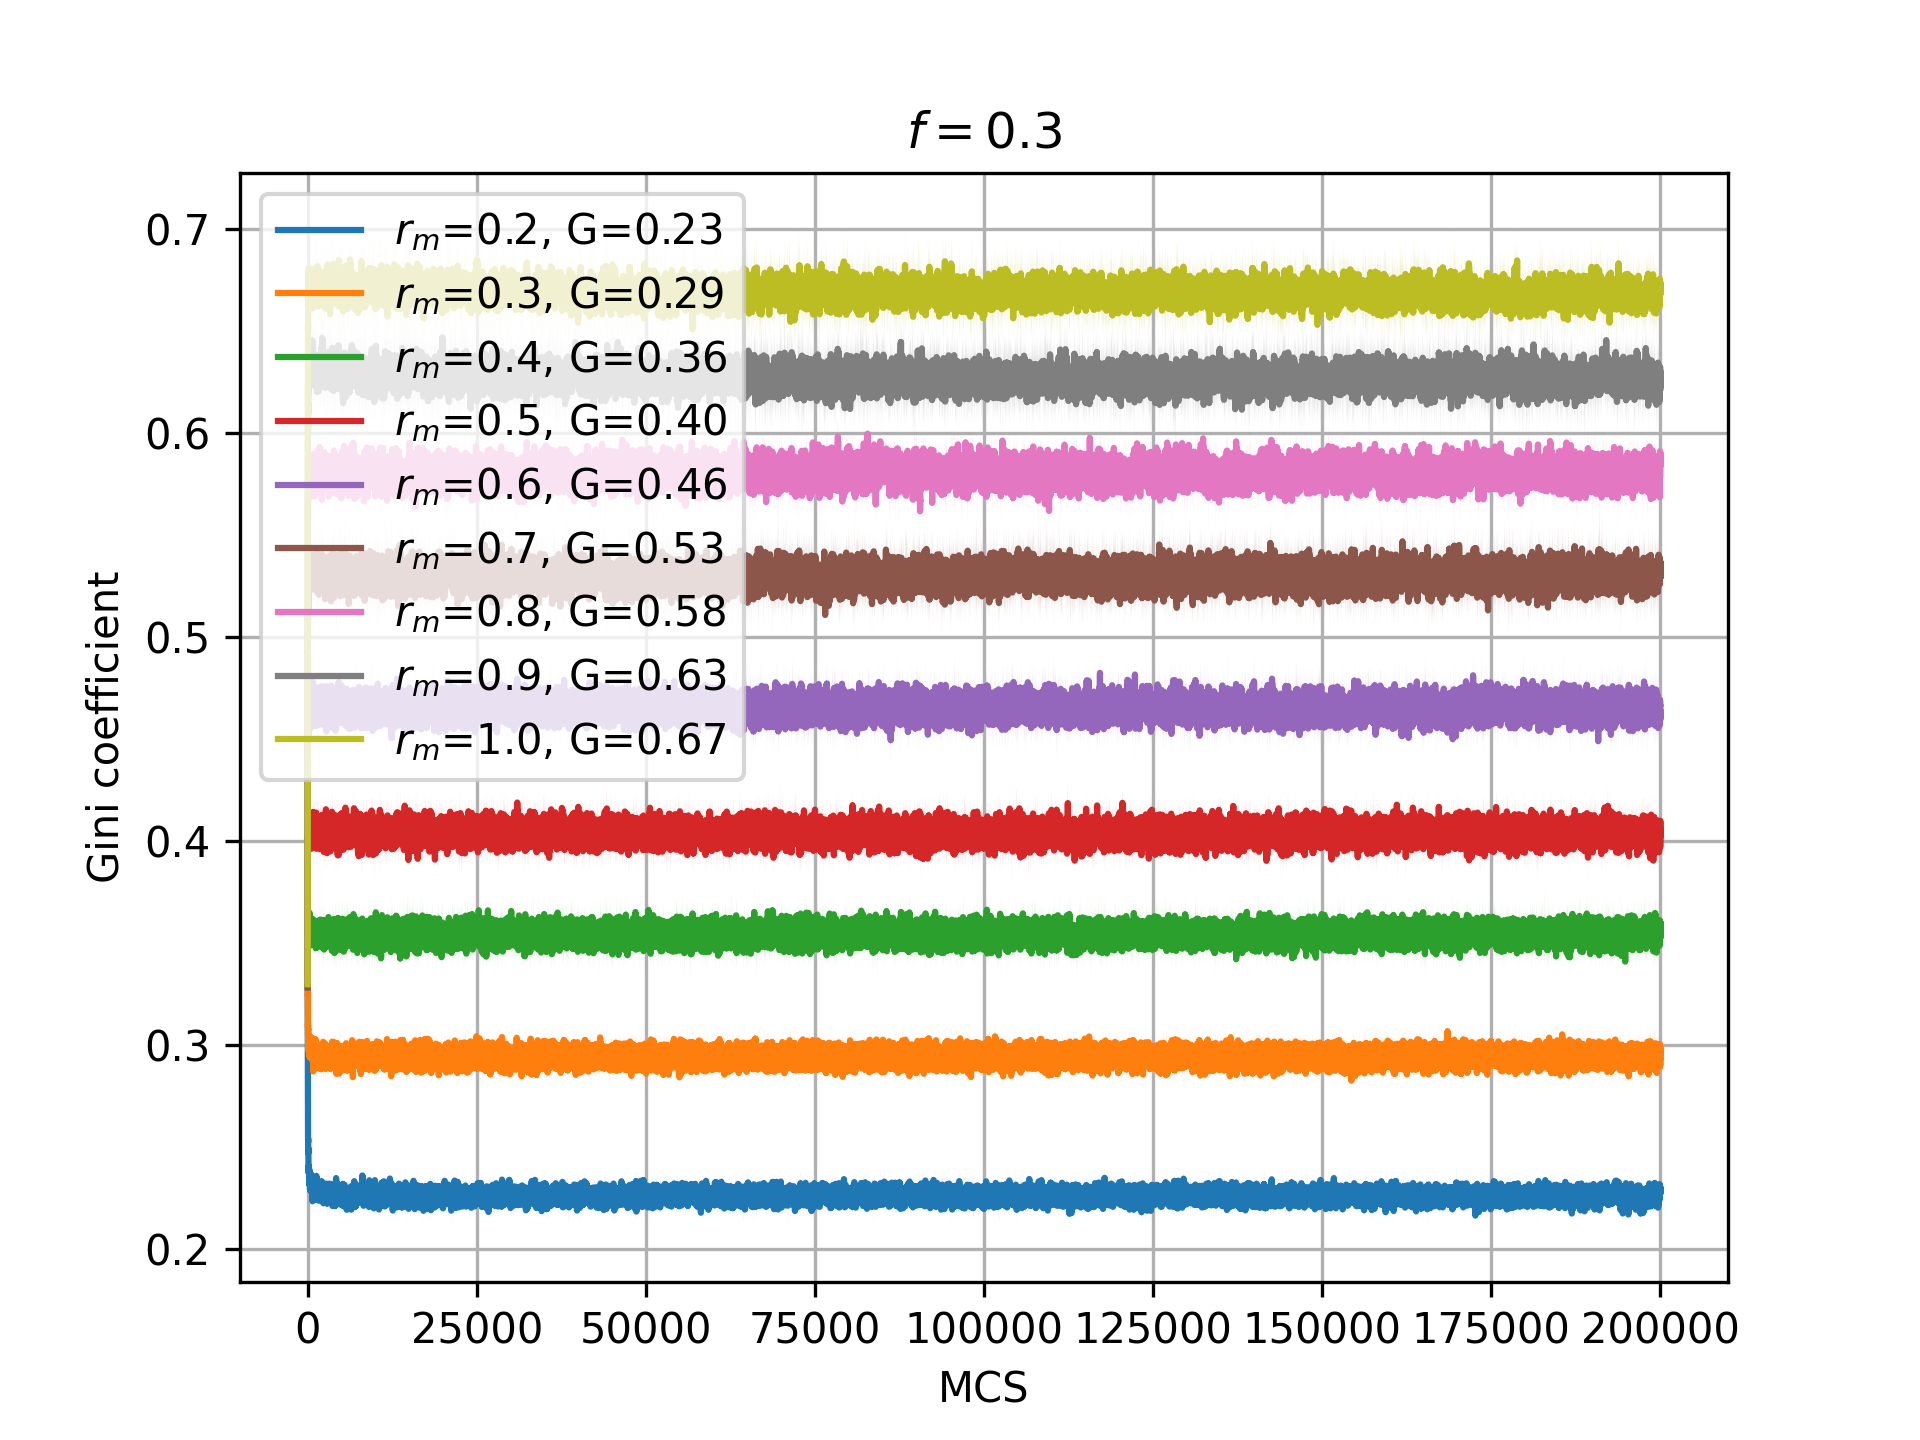 f = 0.3
0.7
0.6
0.5
0.4
0.3
0.2
Gini coefficient
r_m=0.2, G=0.23
r_m=0.3, G=0.29
r_m=0.4, G=0.36
r_m=0.5, G=0.40
r_m=0.6, G=0.46
r_m=0.7, G=0.53
r_m=0.8, G=0.58
r_m=0.9, G=0.63
r_m=1.0, G=0.67
0 25000 50000 75000 100000 125000 150000 175000 200000
MCS